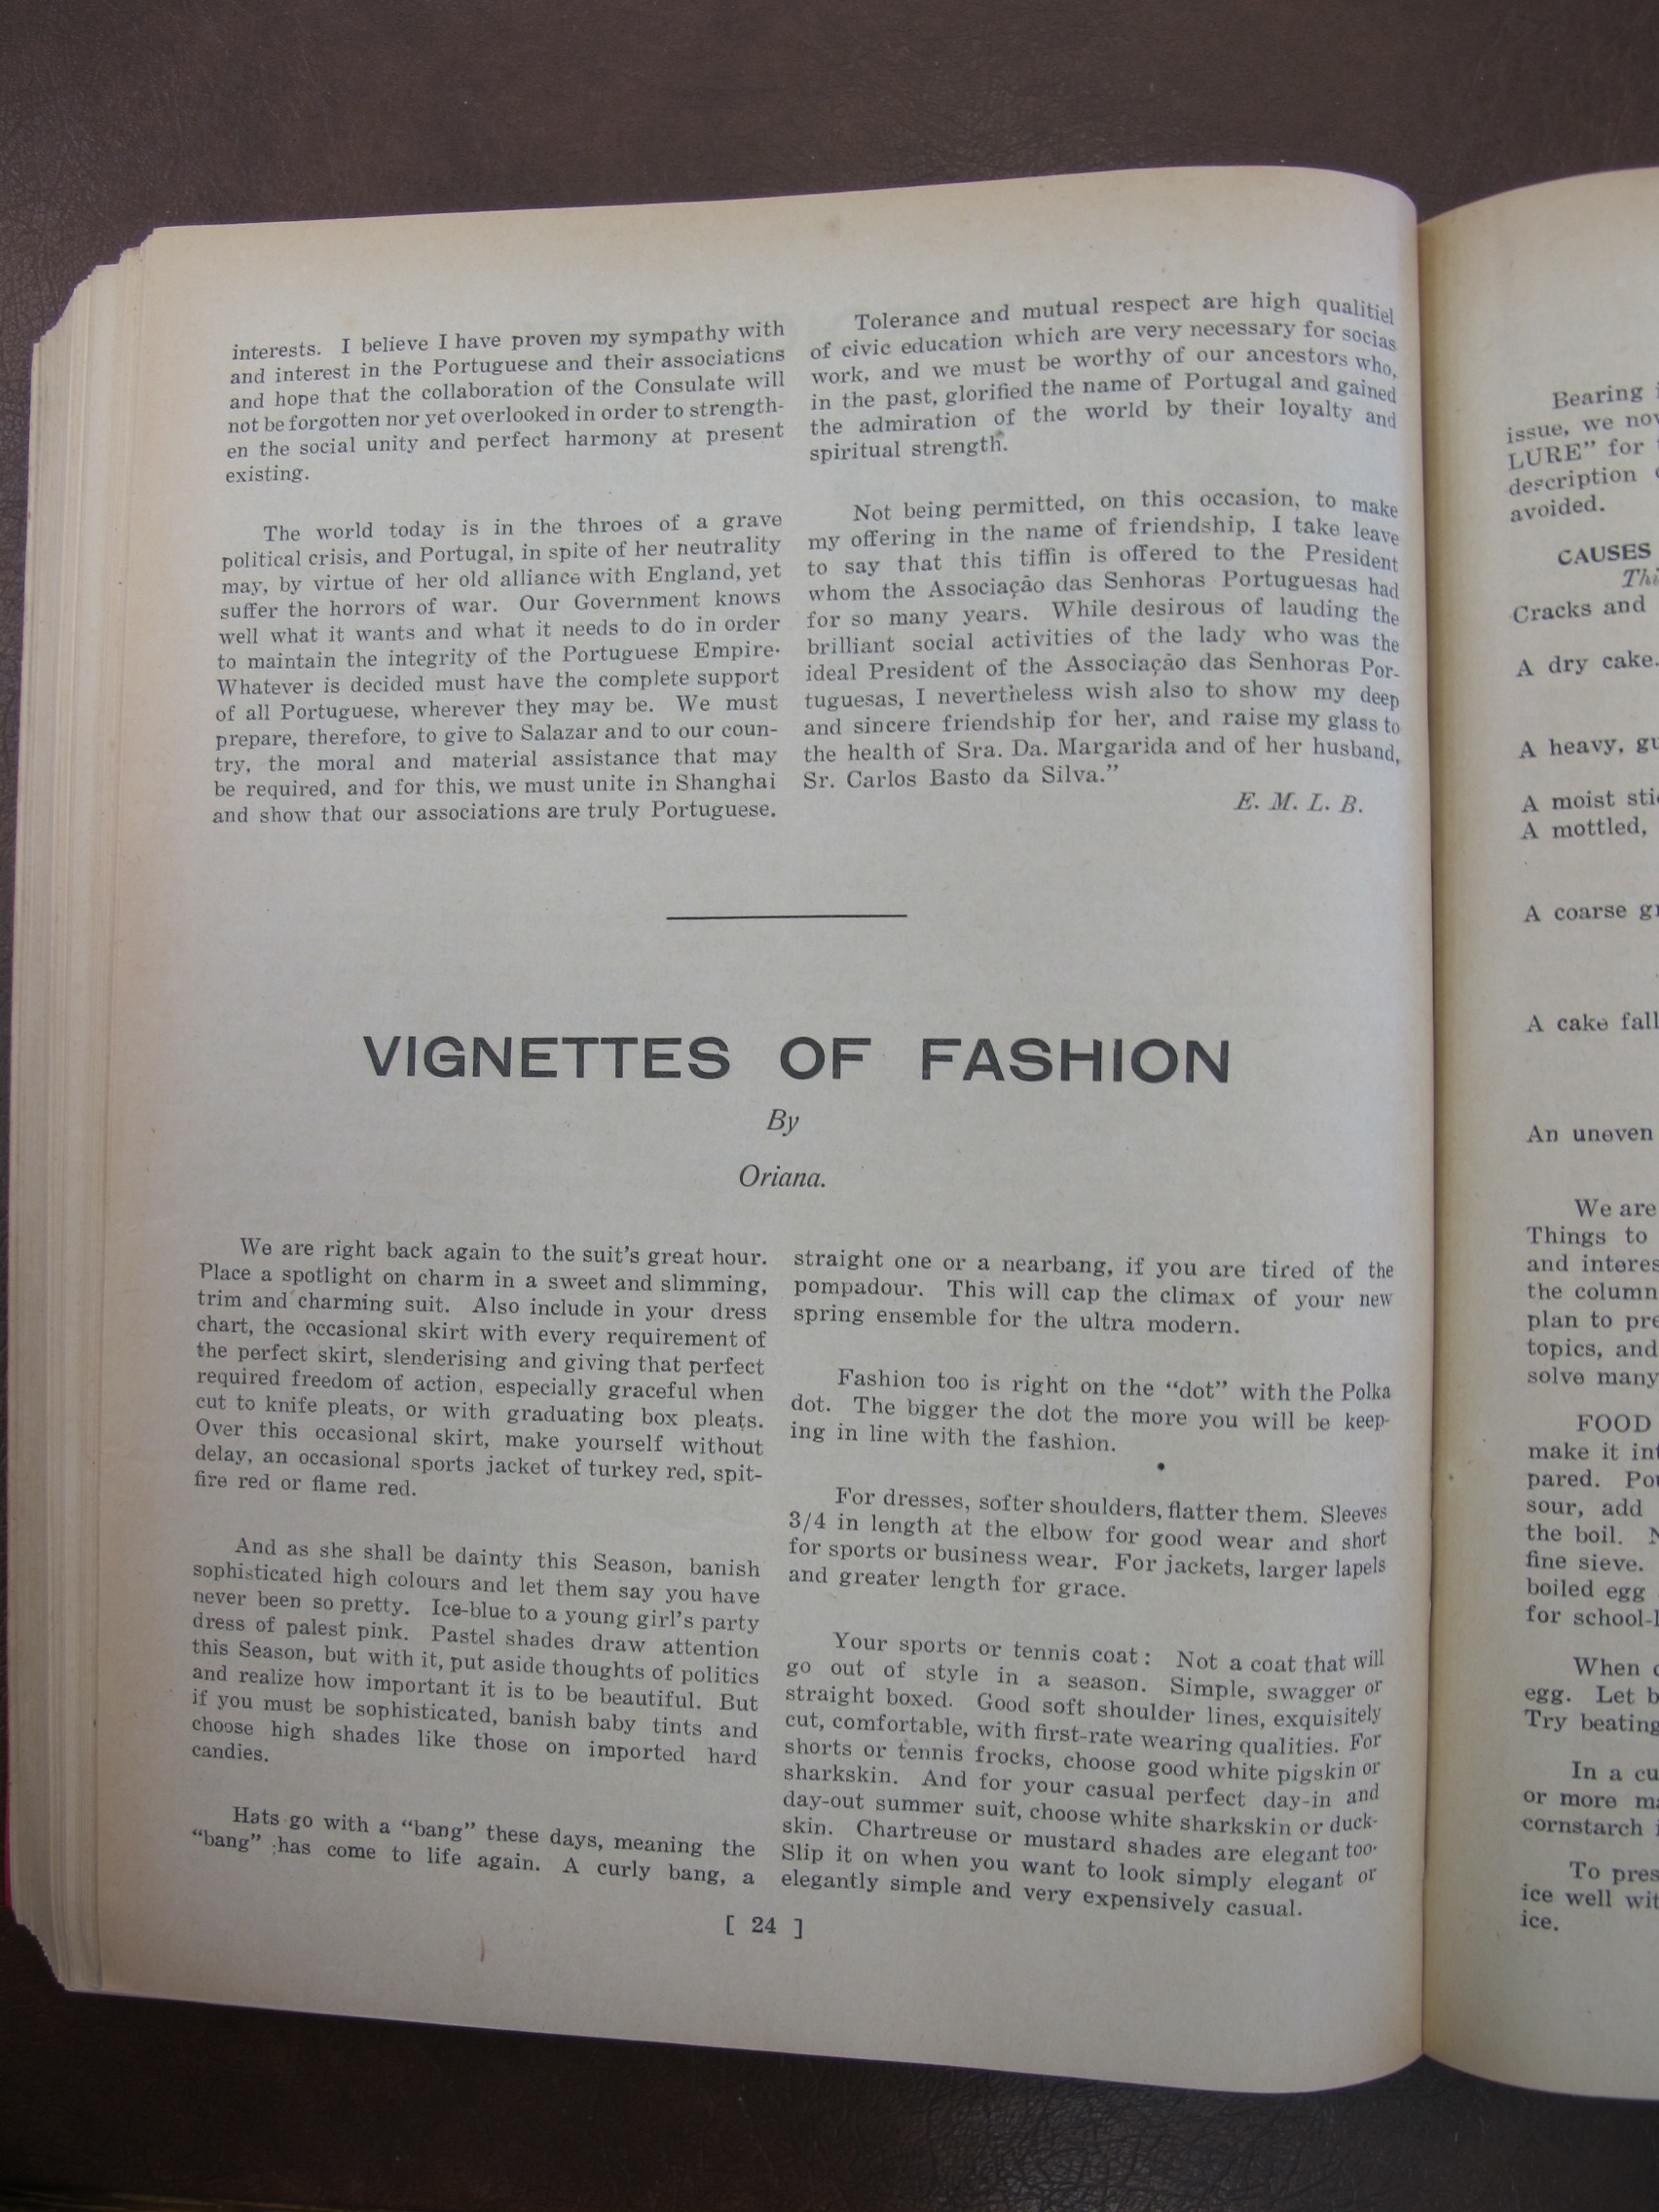 interests. I believe I have proven my sympathy with
and interest in the Portuguese and their associations
and hope that the collaboration of the Consulate will
not be forgotten nor yet overlooked in order to strength-
en the social unity and perfect harmony at present
existing.
The world today is in the throes of a grave
political crisis, and Portugal, in spite of her neutrality
may, by virtue of her old alliance with England, yet
suffer the horrors of war. Our Government knows
well what it wants and what it needs to do in order
to maintain the integrity of the Portuguese Empire.
Whatever is decided must have the complete support
of all Portuguese, wherever they may be. We must
prepare, therefore, to give to Salazar and to our coun-
try, the moral and material assistance that may
be required, and for this, we must unite in Shanghai
and show that our associations are truly Portuguese.
Tolerance and mutual respect are high qualitiel
of civic education which are very necessary for socias
work, and we must be worthy of our ancestors who,
in the past, glorified the name of Portugal and gained
the admiration of the world by their loyalty and
spiritual strength.
Not being permitted, on this occasion, to make
my offering in the name of friendship, I take leave
to say that this tiffin is offered to the President
whom the Associação das Senhoras Portuguesas had
for so many years. While desirous of lauding the
brilliant social activities of the lady who was the
ideal President of the Associação das Senhoras Por-
tuguesas, I nevertheless wish also to show my deep
and sincere friendship for her, and raise my glass to
the health of Sra. Da. Margarida and of her husband,
Sr. Carlos Basto da Silva.”
E. M. L. B.
VIGNETTES OF FASHION
By
Oriana.
We are right back again to the suit's great hour.
Place a spotlight on charm in a sweet and slimming,
trim and charming suit. Also include in your dress
chart, the occasional skirt with every requirement of
the perfect skirt, slenderising and giving that perfect
required freedom of action, especially graceful when
cut to knife pleats, or with graduating box pleats.
Over this occasional skirt, make yourself without
delay, an occasional sports jacket of turkey red, spit-
fire red or flame red.
And as she shall be dainty this Season, banish
sophisticated high colours and let them say you have
never been so pretty. Ice-blue to a young girl's party
dress of palest pink. Pastel shades draw attention
this Season, but with it, put aside thoughts of politics
and realize how important it is to be beautiful. But
if you must be sophisticated, banish baby tints and
choose high shades like those on imported hard
candies.
Hats go with a “bang” these days, meaning the
“bang” has come to life again. A curly bang, a
straight one or a nearbang, if you are tired of the
pompadour. This will cap the climax of your new
spring ensemble for the ultra modern.
Fashion too is right on the “dot” with the Polka
dot. The bigger the dot the more you will be keep-
ing in line with the fashion.
For dresses, softer shoulders, flatter them. Sleeves
3/4 in length at the elbow for good wear and short
for sports or business wear. For jackets, larger lapels
and greater length for grace.
Your sports or tennis coat : Not a coat that will
go out of style in a season. Simple, swagger or
straight boxed. Good soft shoulder lines, exquisitely
cut, comfortable, with first-rate wearing qualities. For
shorts or tennis frocks, choose good white pigskin or
sharkskin. And for your casual perfect day-in and
day-out summer suit, choose white sharkskin or duck-
skin. Chartreuse or mustard shades are elegant too.
Slip it on when you want to look simply elegant or
elegantly simple and very expensively casual.
[ 24 ]
Bearing
issue, we
LURE” for
description
avoided.
CAUSES
Cracks and
A dry cake.
A heavy,
A moist
A mottled,
A coarse
A cake
An uneven
We are
Things to
and
the column
plan to
topics, and
solve many
FOOD
make it
pared.
sour, add
the boil.
fine sieve.
boiled egg
for
When
egg. Let
Try beating
In a
or more
cornstarch
To
ice well
ice.